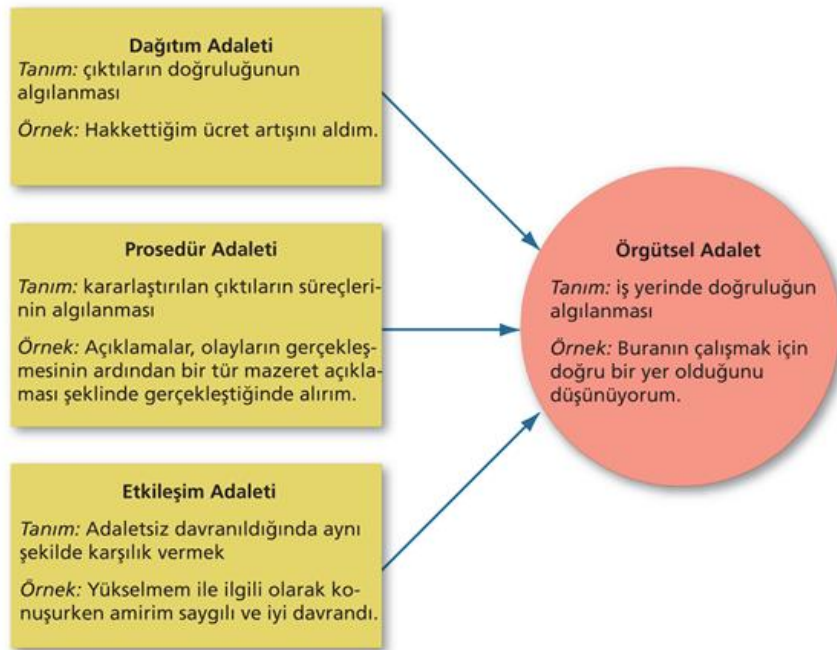 Dağıtım Adaleti
Tanım: çıktıların doğruluğunun
algılanması
Örnek: Hakkettiğim ücret artışını aldım.
Prosedür Adaleti
Tanım: kararlaştırılan çıktıların süreçleri-
nin algılanması
Örnek: Açıklamalar, olayların gerçekleş-
mesinin ardından bir tür mazeret açıkla-
ması şeklinde gerçekleştiğinde alırım.
Etkileşim Adaleti
Tanım: Adaletsiz davranıldığında aynı
şekilde karşılık vermek
Örnek: Yükselmem ile ilgili olarak ko-
nuşurken amirim saygılı ve iyi davrandı.
Örgütsel Adalet
Tanım: iş yerinde doğruluğun
algılanması
Örnek: Buranın çalışmak için
doğru bir yer olduğunu
düşünüyorum.